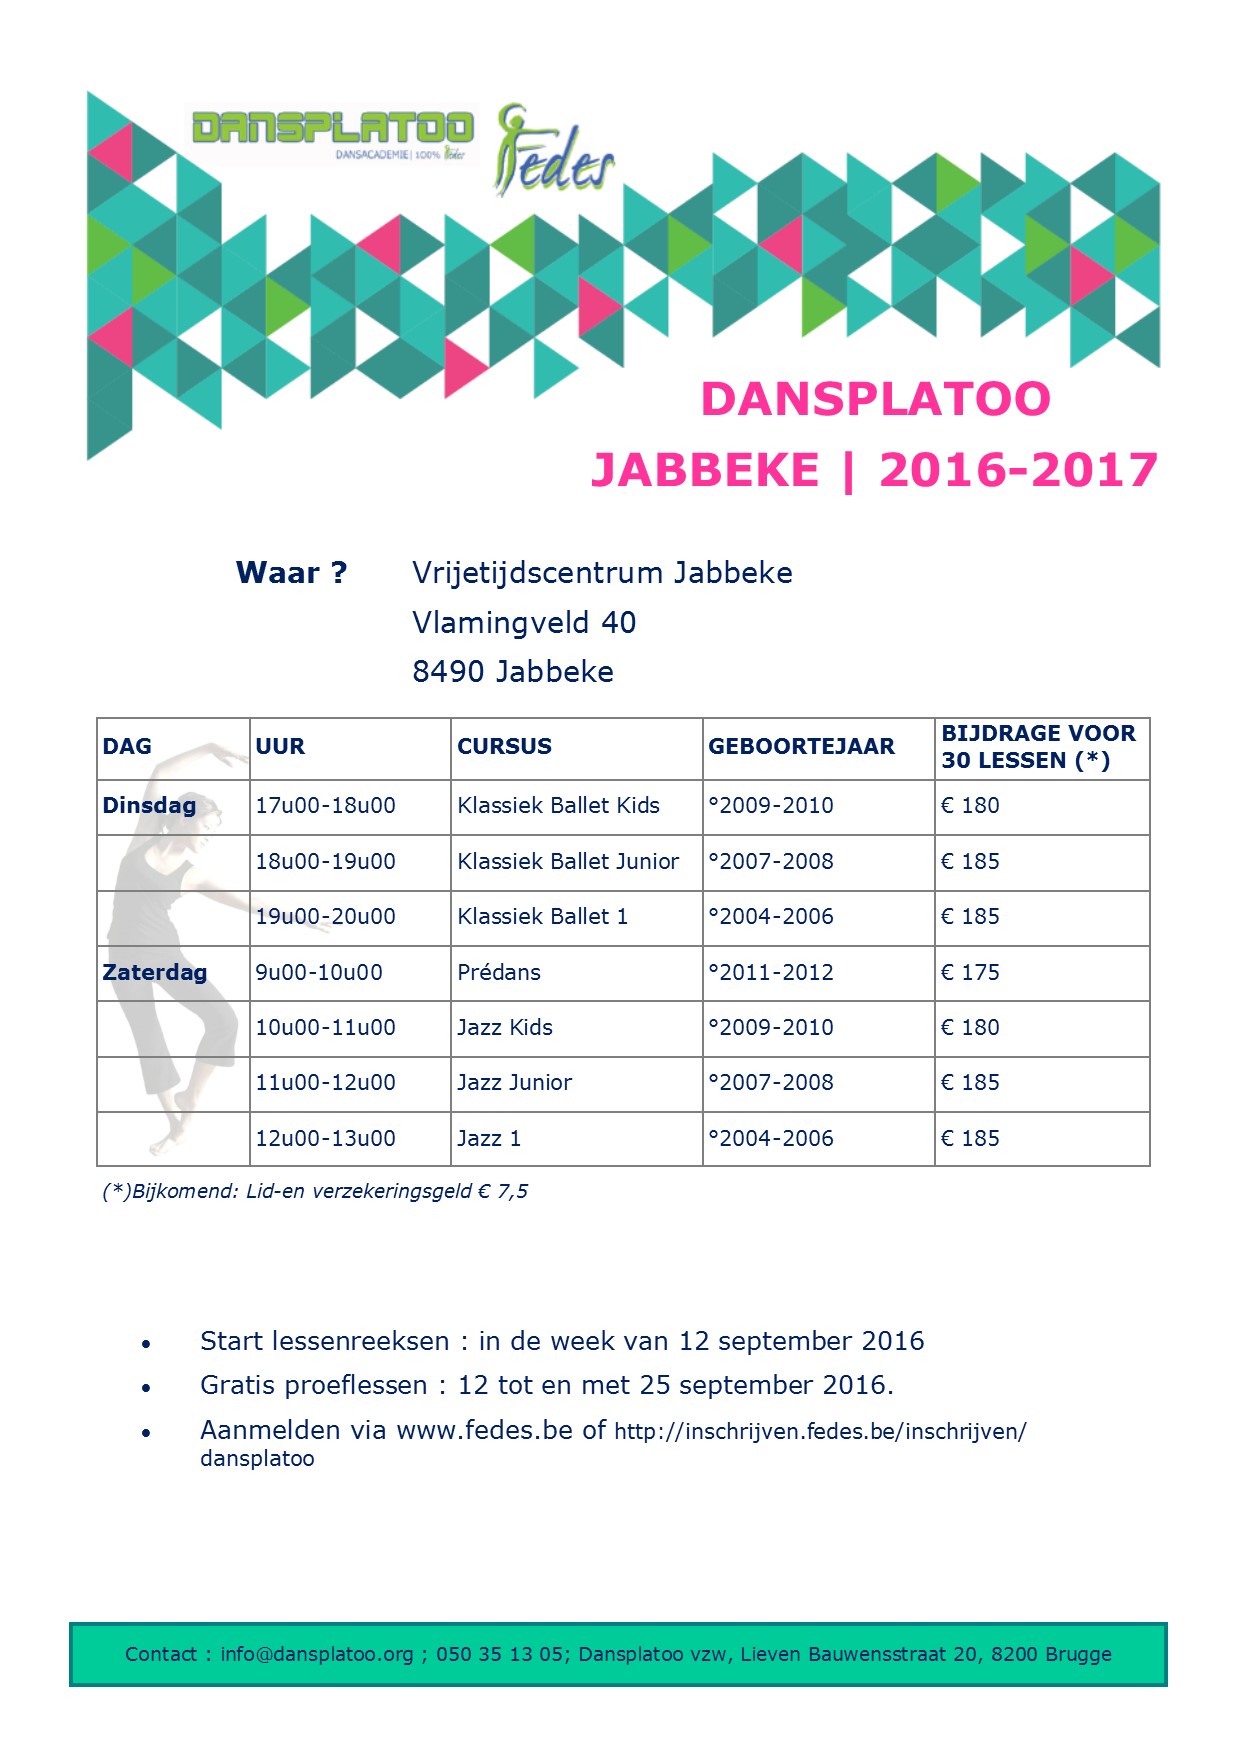 DANSPLATOO
DANSACADEMIE| 100% Fedes
Fedes
DANSPLATOO
JABBEKE | 2016-2017
Waar ? Vrijetijdscentrum Jabbeke
Vlamingveld 40
8490 Jabbeke
DAG UUR CURSUS GEBOORTEJAAR BIJDRAGE VOOR 30 LESSEN (*)
Dinsdag 17u00-18u00 Klassiek Ballet Kids °2009-2010 € 180
18u00-19u00 Klassiek Ballet Junior °2007-2008 € 185
19u00-20u00 Klassiek Ballet 1 °2004-2006 € 185
Zaterdag 9u00-10u00 Prédans °2011-2012 € 175
10u00-11u00 Jazz Kids °2009-2010 € 180
11u00-12u00 Jazz Junior °2007-2008 € 185
12u00-13u00 Jazz 1 °2004-2006 € 185
(*)Bijkomend: Lid-en verzekeringsgeld € 7,5
• Start lessenreeksen : in de week van 12 september 2016
• Gratis proeflessen : 12 tot en met 25 september 2016.
• Aanmelden via www.fedes.be of http://inschrijven.fedes.be/inschrijven/
dansplatoo
Contact : info@dansplatoo.org ; 050 35 13 05; Dansplatoo vzw, Lieven Bauwensstraat 20, 8200 Brugge